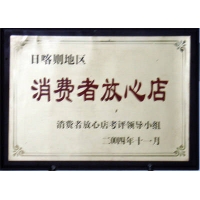 日喀则地区
消费者放心店
消费者放心店考评领导小组
二00四年十一月